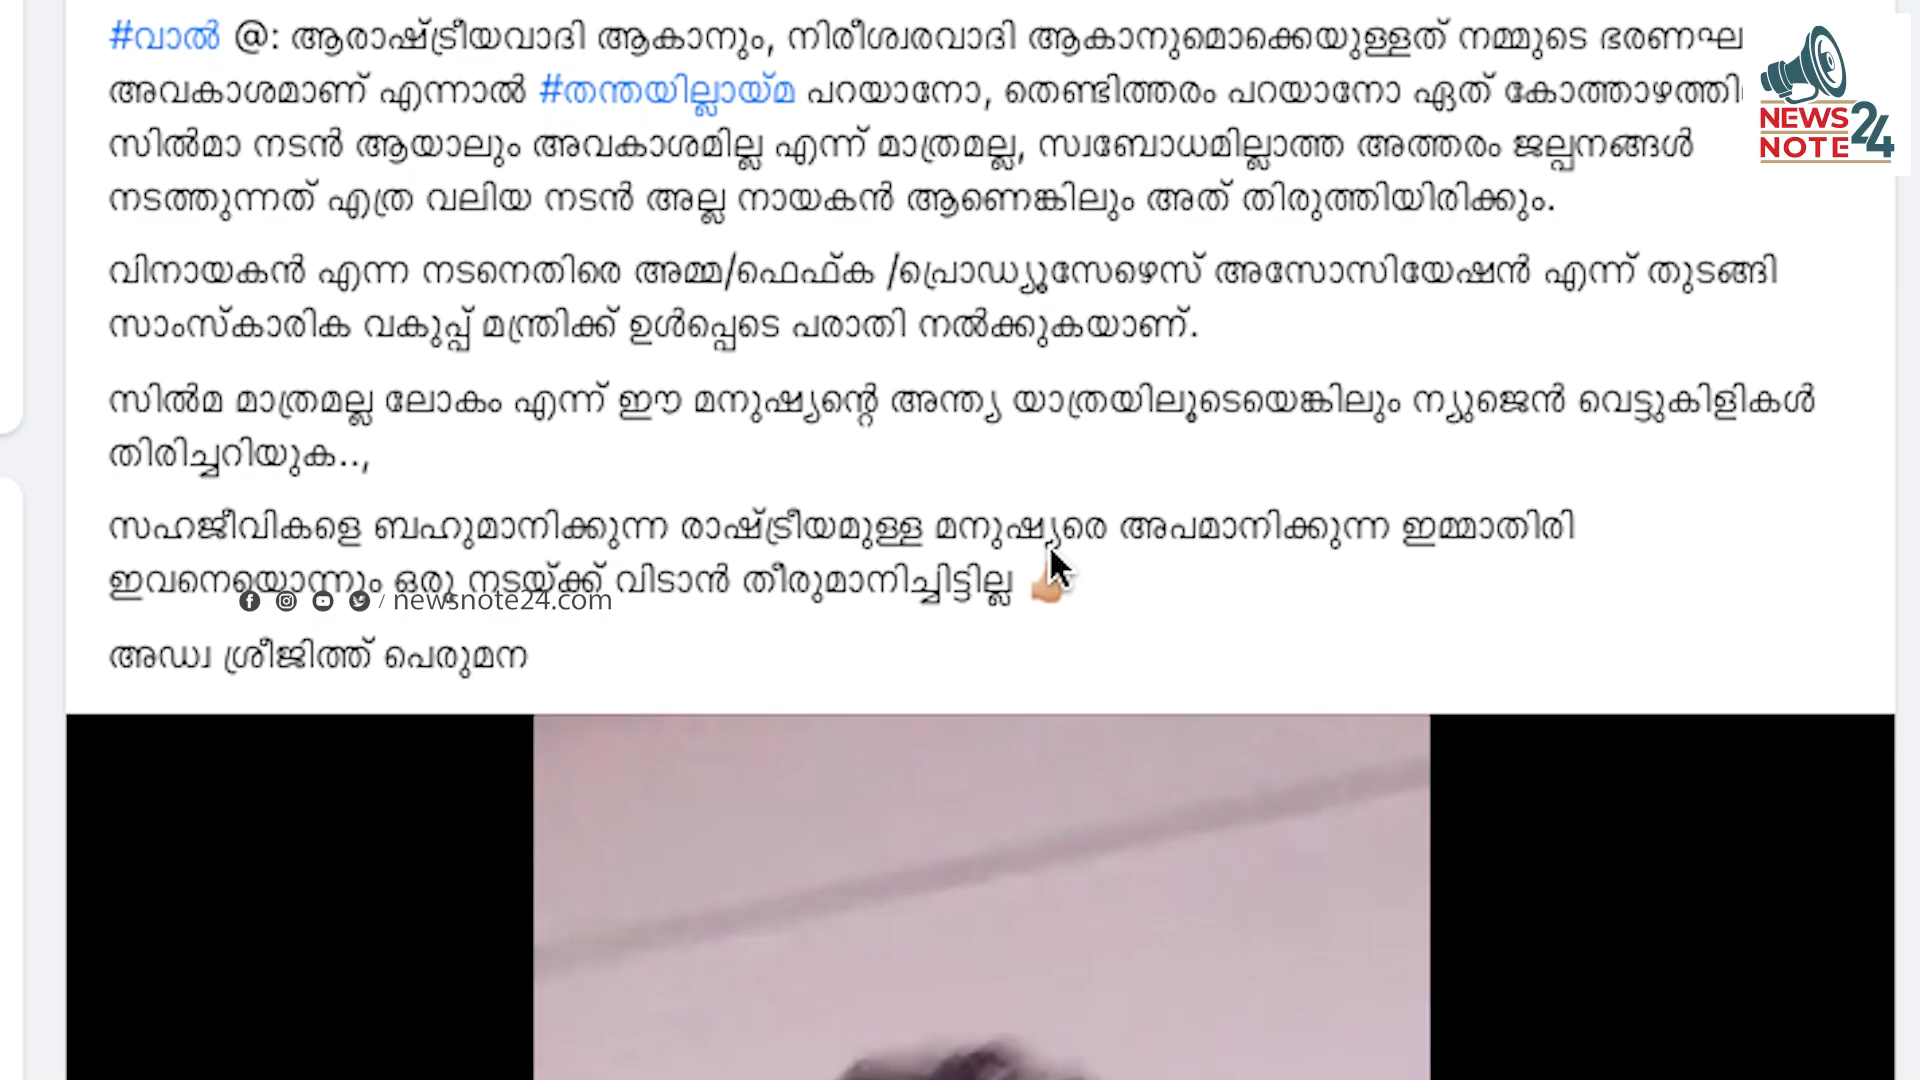 #വാൽ @: ആരാഷ്ട്രീയവാദി ആകാനും, നിരീശ്വരവാദി ആകാനുമൊക്കെയുള്ളത് നമ്മുടെ ഭരണഘ
അവകാശമാണ് എന്നാൽ #തന്തയില്ലായ്മ പറയാനോ, തെണ്ടിത്തരം പറയാനോ ഏത് കോത്താഴത്തി
സിൽമാ നടൻ ആയാലും അവകാശമില്ല എന്ന് മാത്രമല്ല, സ്വബോധമില്ലാത്ത അത്തരം ജല്പനങ്ങൾ
നടത്തുന്നത് എത്ര വലിയ നടൻ അല്ല നായകൻ ആണെങ്കിലും അത് തിരുത്തിയിരിക്കും.
വിനായകൻ എന്ന നടനെതിരെ അമ്മ/ഫെഫ്ക /പ്രൊഡ്യൂസേഴെസ് അസോസിയേഷൻ എന്ന് തുടങ്ങി
സാംസ്കാരിക വകുപ്പ് മന്ത്രിക്ക് ഉൾപ്പെടെ പരാതി നൽക്കുകയാണ്.
സിൽമ മാത്രമല്ല ലോകം എന്ന് ഈ മനുഷ്യന്റെ അന്ത്യ യാത്രയിലൂടെയെങ്കിലും ന്യുജെൻ വെട്ടുകിളികൾ
തിരിച്ചറിയുക..,
സഹജീവികളെ ബഹുമാനിക്കുന്ന രാഷ്ട്രീയമുള്ള മനുഷ്യരെ അപമാനിക്കുന്ന ഇമ്മാതിരി
ഇവനെയൊന്നും ഒരു നടയ്ക്ക് വിടാൻ തീരുമാനിച്ചിട്ടില്ല
/ newsnote24.com
അഡ്വ ശ്രീജിത്ത് പെരുമന
NEWS
NOTE 24